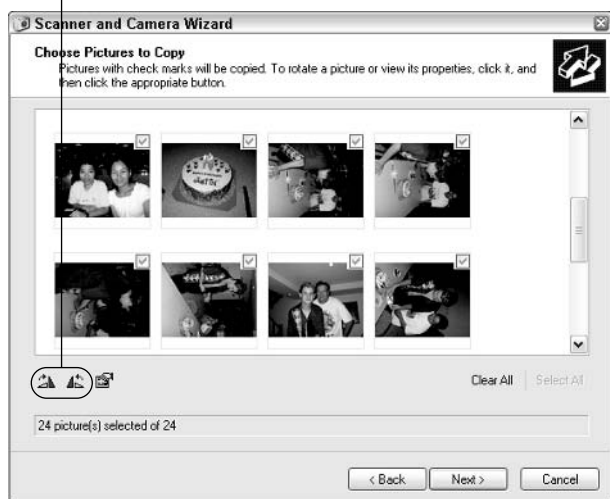 Scanner and Camera Wizard
Choose Pictures to Copy
Pictures with check marks will be copied. To rotate a picture or view its properties, click it, and
then click the appropriate button.
Clear All
Select All
24 picture(s) selected of 24
< Back
Next >
Cancel